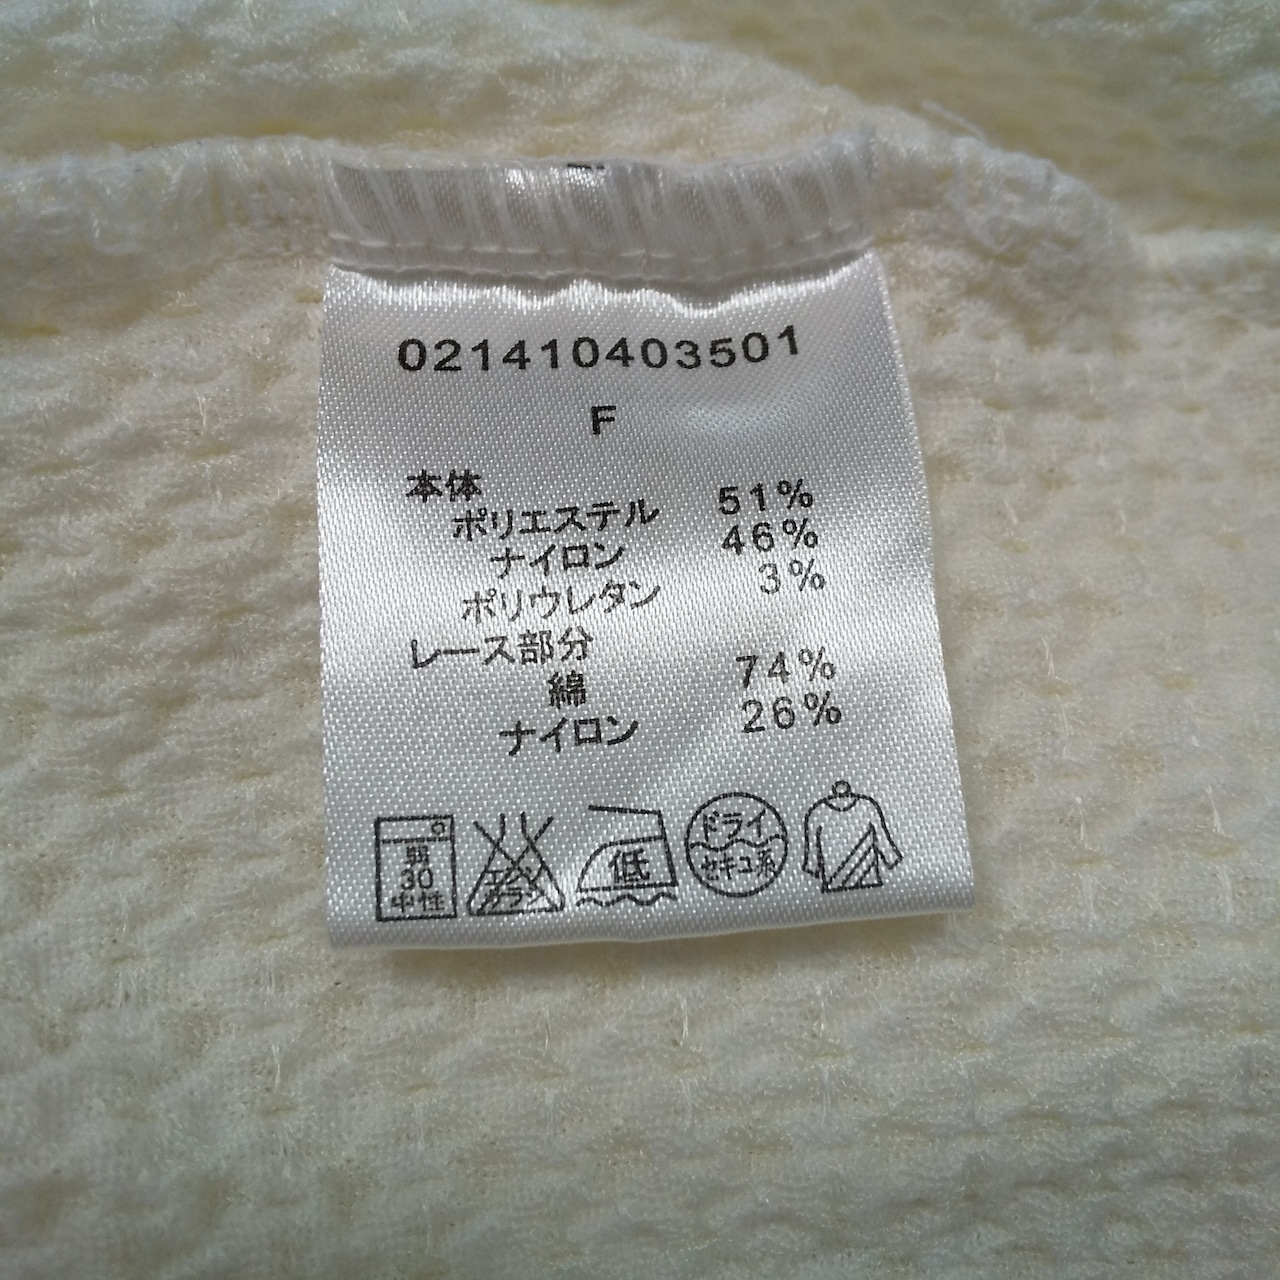 021410403501
F
本体
ポリエステル 51%
ナイロン 46%
ポリウレタン 3%
レース部分
綿 74%
ナイロン 26%
弱
30
中性
エンソ
サラシ
低
ドライ
セキユ系